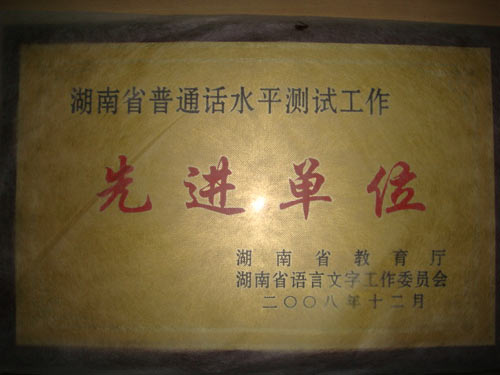 湖南省普通话水平测试工作
先进单位
湖南省教育厅
湖南省语言文字工作委员会
二〇〇八年十二月